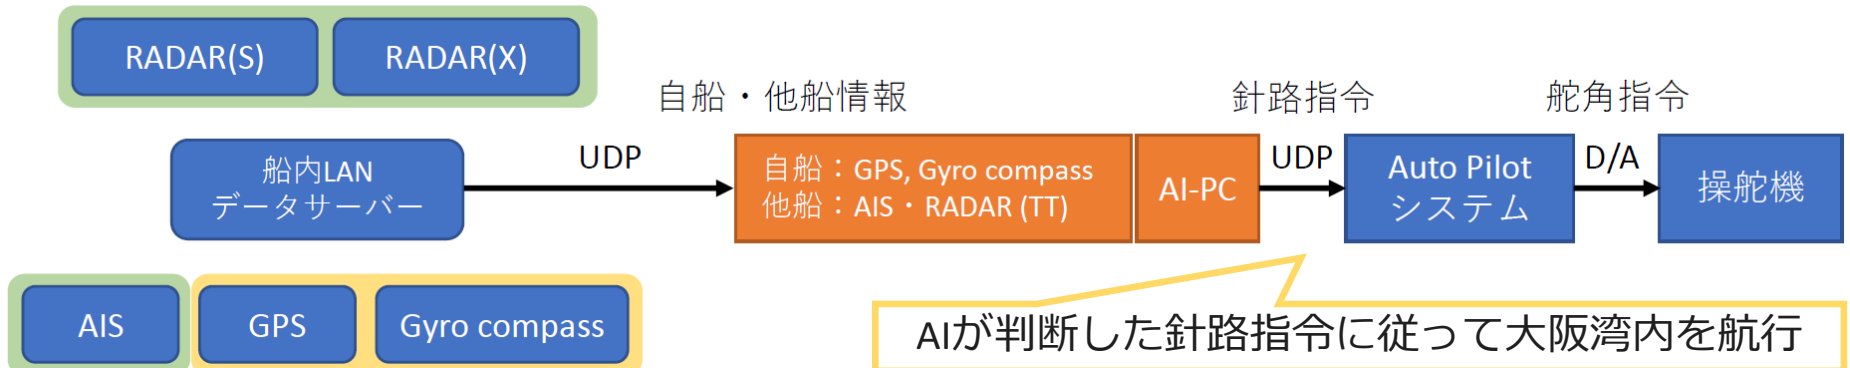 RADAR(S)
RADAR(X)
自船・他船情報
針路指令
舵角指令
船内LAN
データサーバー
UDP
自船：GPS, Gyro compass
他船：AIS・RADAR (TT)
AI-PC
UDP
Auto Pilot
システム
D/A
操舵機
AIS
GPS
Gyro compass
AIが判断した針路指令に従って大阪湾内を航行